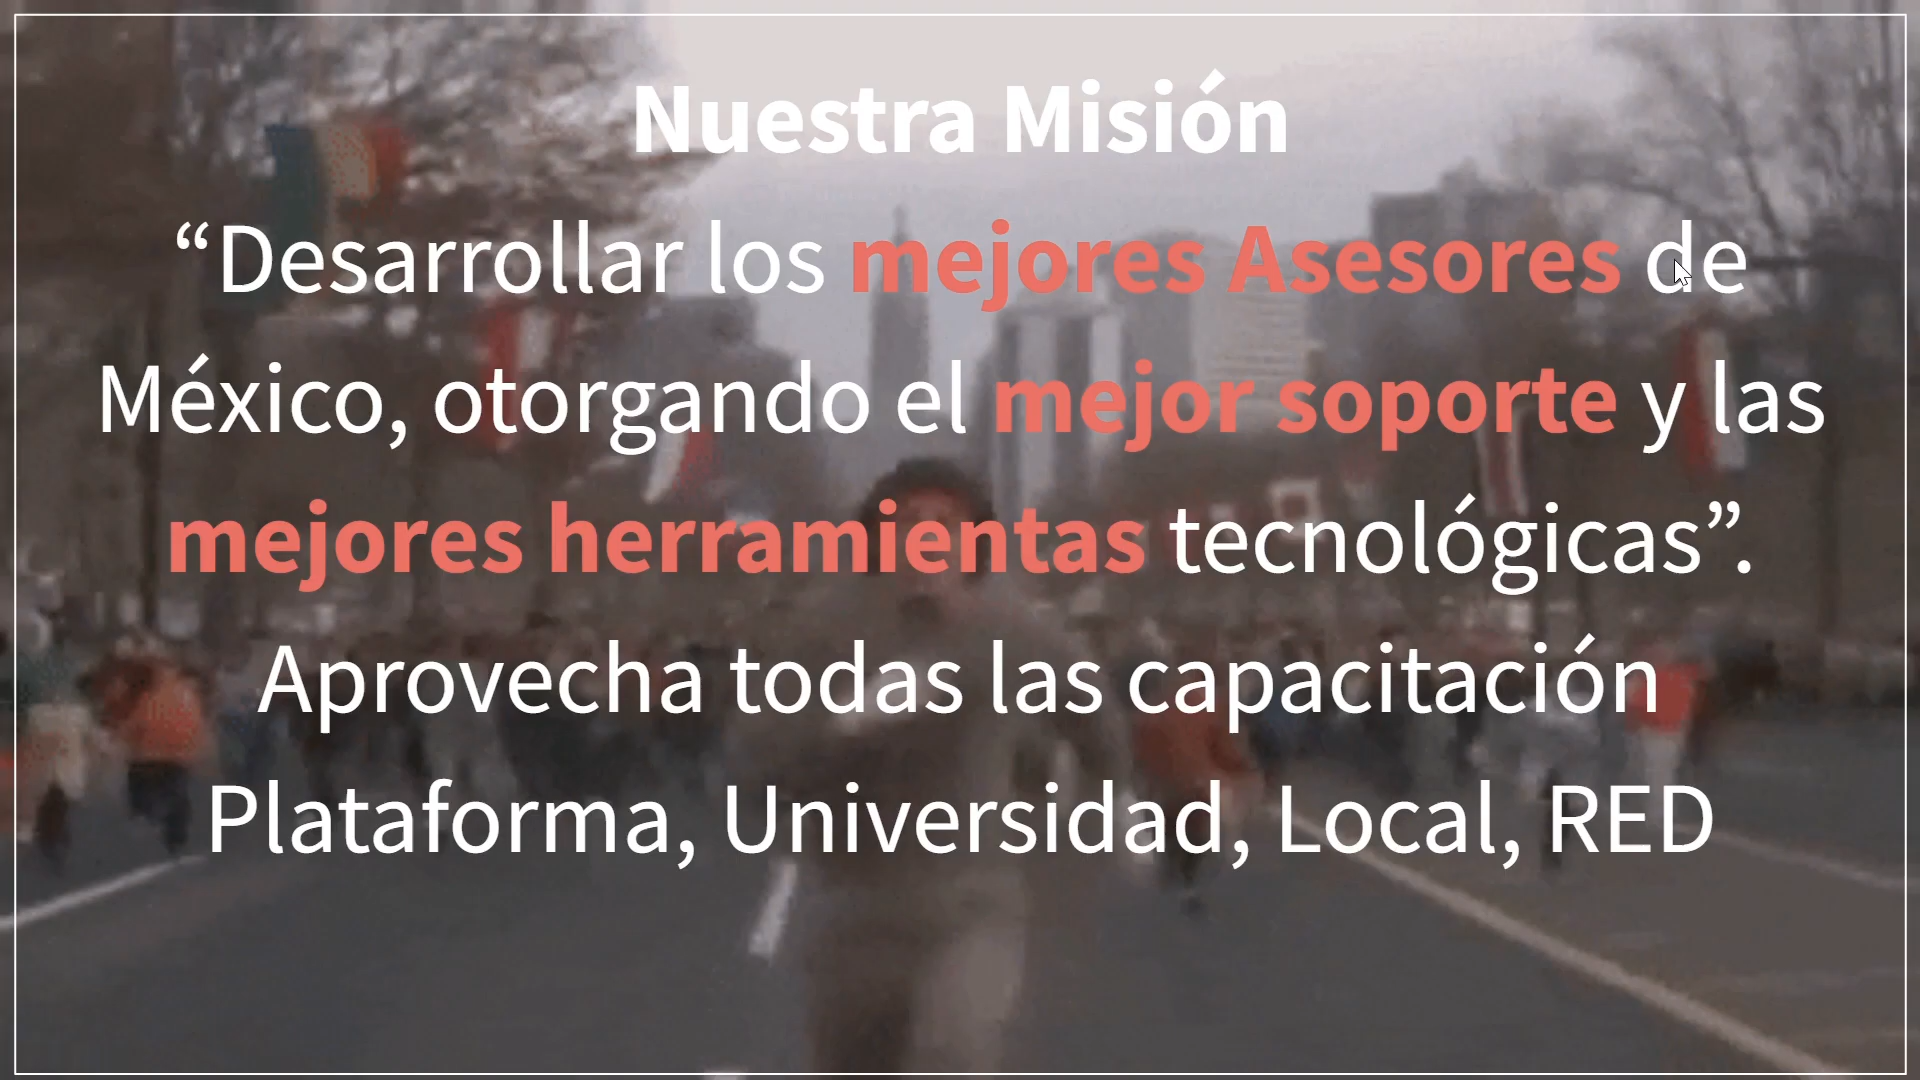 Nuestra Misión
“Desarrollar los mejores Asesores de
México, otorgando el mejor soporte y las
mejores herramientas tecnológicas”.
Aprovecha todas las capacitación
Plataforma, Universidad, Local, RED